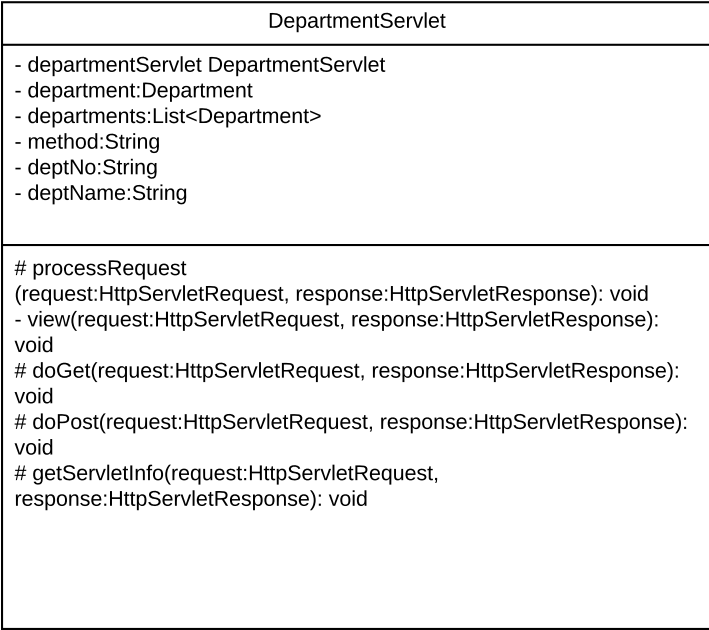 DepartmentServlet
- departmentServlet DepartmentServlet
- department:Department
- departments:List<Department>
- method:String
- deptNo:String
- deptName:String
# processRequest
(request:HttpServletRequest, response:HttpServletResponse): void
- view(request:HttpServletRequest, response:HttpServletResponse):
void
# doGet(request:HttpServletRequest, response:HttpServletResponse):
void
# doPost(request:HttpServletRequest, response:HttpServletResponse):
void
# getServletInfo(request:HttpServletRequest,
response:HttpServletResponse): void